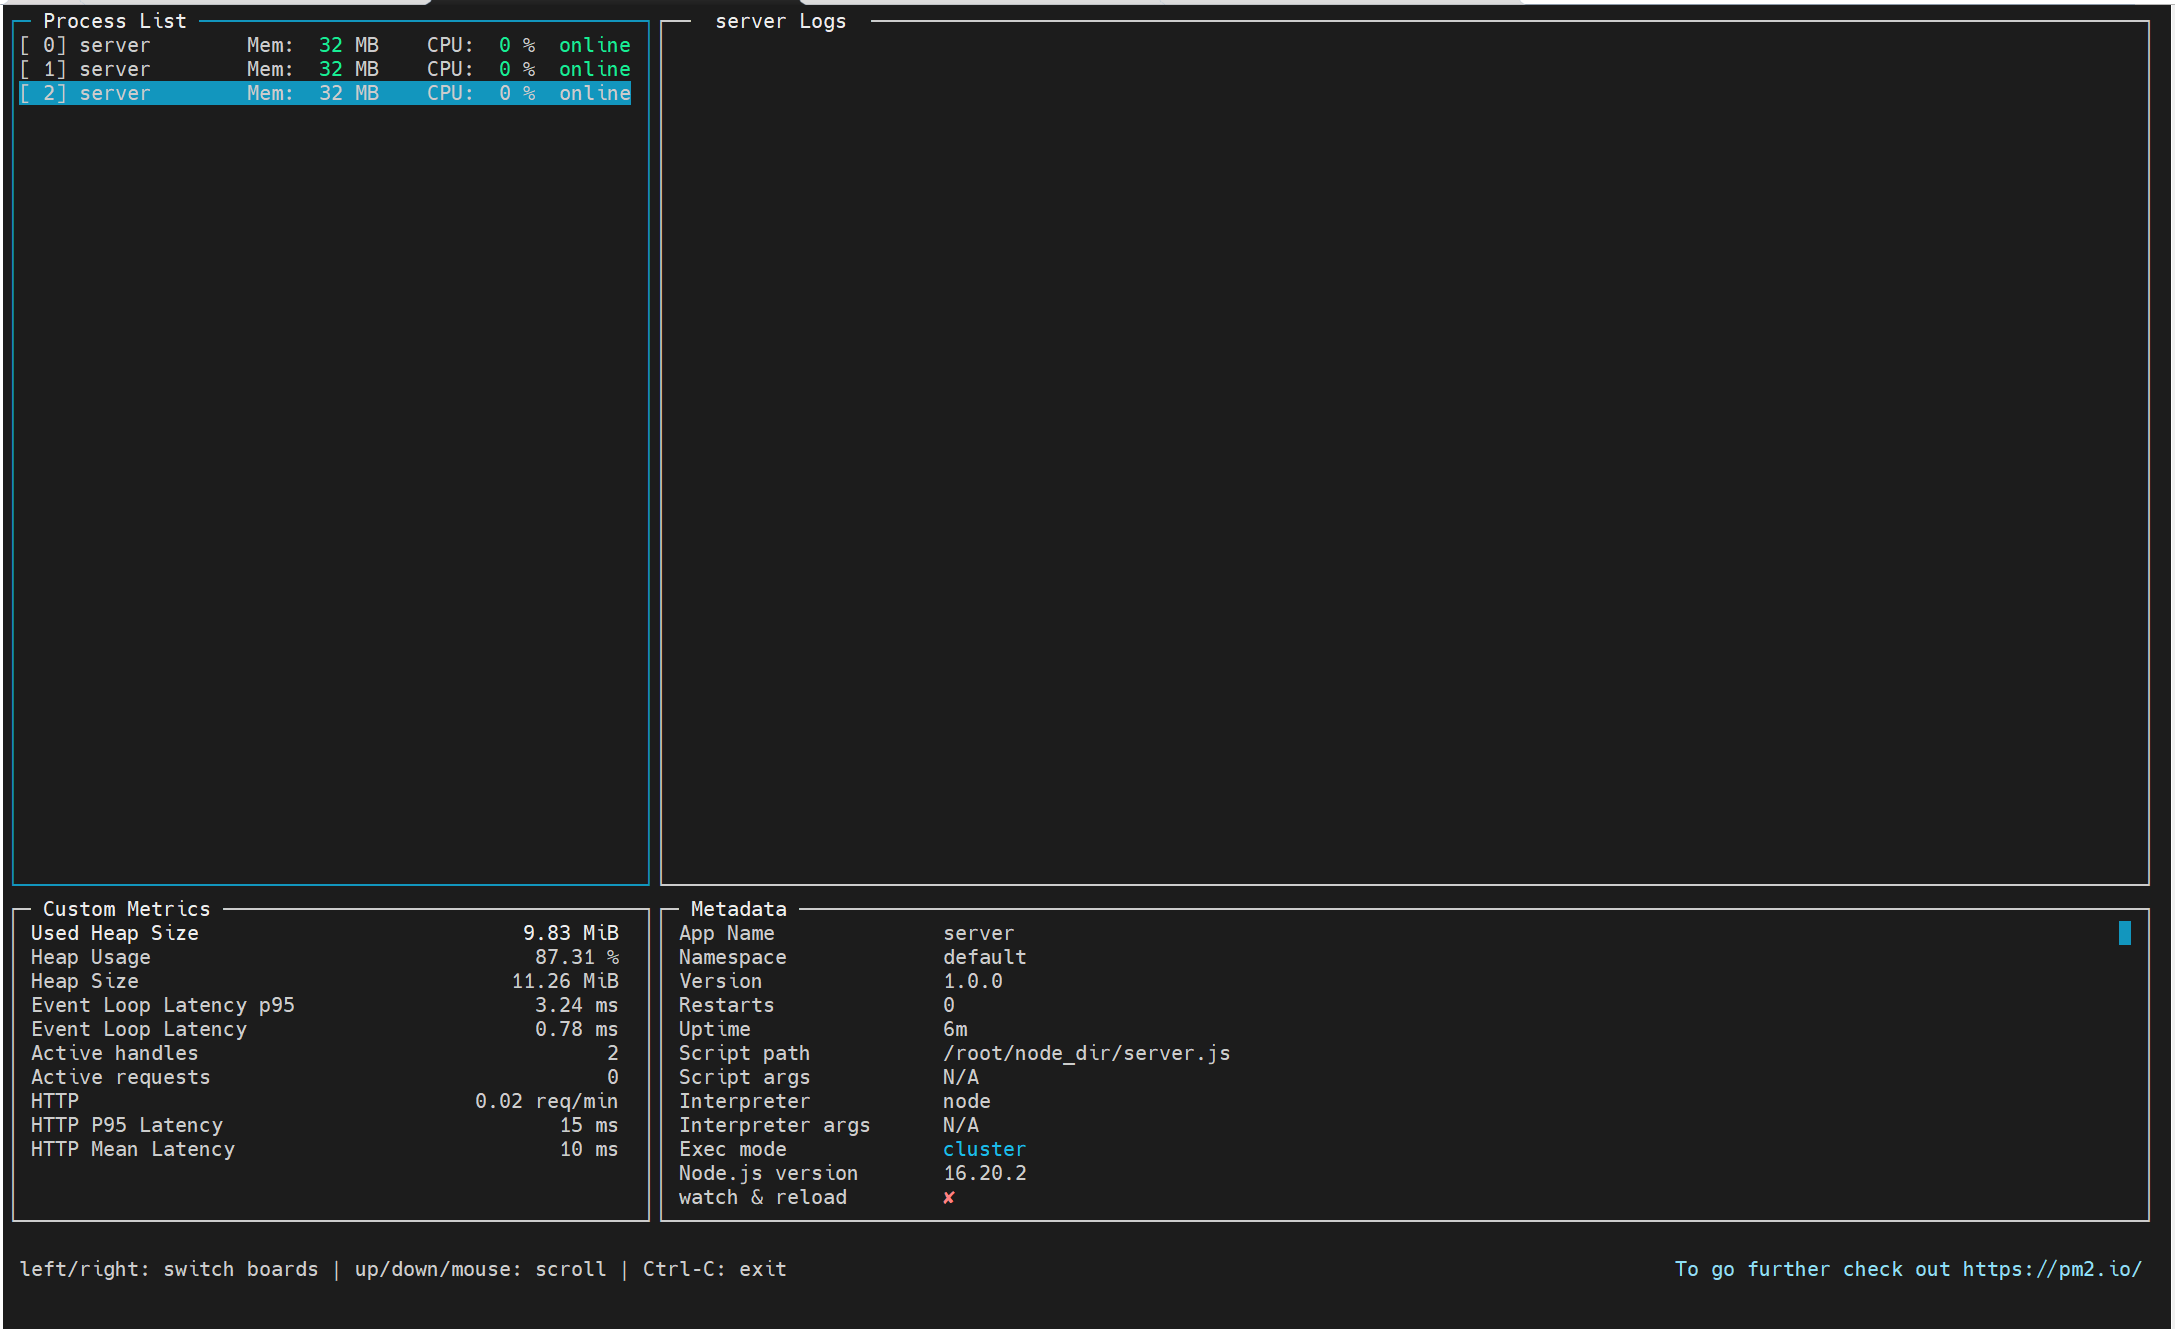 Process List
[ 0] server Mem: 32 MB CPU: 0 % online
[ 1] server Mem: 32 MB CPU: 0 % online
[ 2] server Mem: 32 MB CPU: 0 % online
server Logs
Custom Metrics
Used Heap Size 9.83 MiB
Heap Usage 87.31 %
Heap Size 11.26 MiB
Event Loop Latency p95 3.24 ms
Event Loop Latency 0.78 ms
Active handles 2
Active requests 0
HTTP 0.02 req/min
HTTP P95 Latency 15 ms
HTTP Mean Latency 10 ms
Metadata
App Name server
Namespace default
Version 1.0.0
Restarts 0
Uptime 6m
Script path /root/node_dir/server.js
Script args N/A
Interpreter node
Interpreter args N/A
Exec mode cluster
Node.js version 16.20.2
watch & reload ✘
left/right: switch boards | up/down/mouse: scroll | Ctrl-C: exit
To go further check out https://pm2.io/